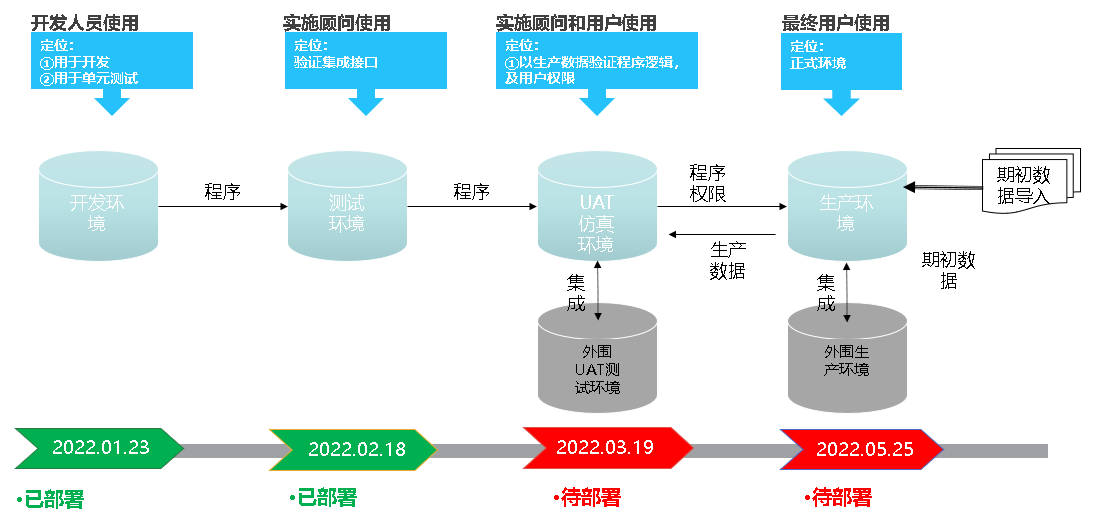 开发人员使用
定位：
①用于开发
②用于单元测试
实施顾问使用
定位：
验证集成接口
实施顾问和用户使用
定位：
①以生产数据验证程序逻辑，
及用户权限
最终用户使用
定位：
正式环境
开发环
境
程序
测试
环境
程序
UAT
仿真
环境
程序
权限
生产
数据
生产环
境
期初数
据导入
期初数
据
集
成
集
成
外围
UAT测
试环境
外围生
产环境
2022.01.23
2022.02.18
2022.03.19
2022.05.25
•已部署
•已部署
•待部署
•待部署